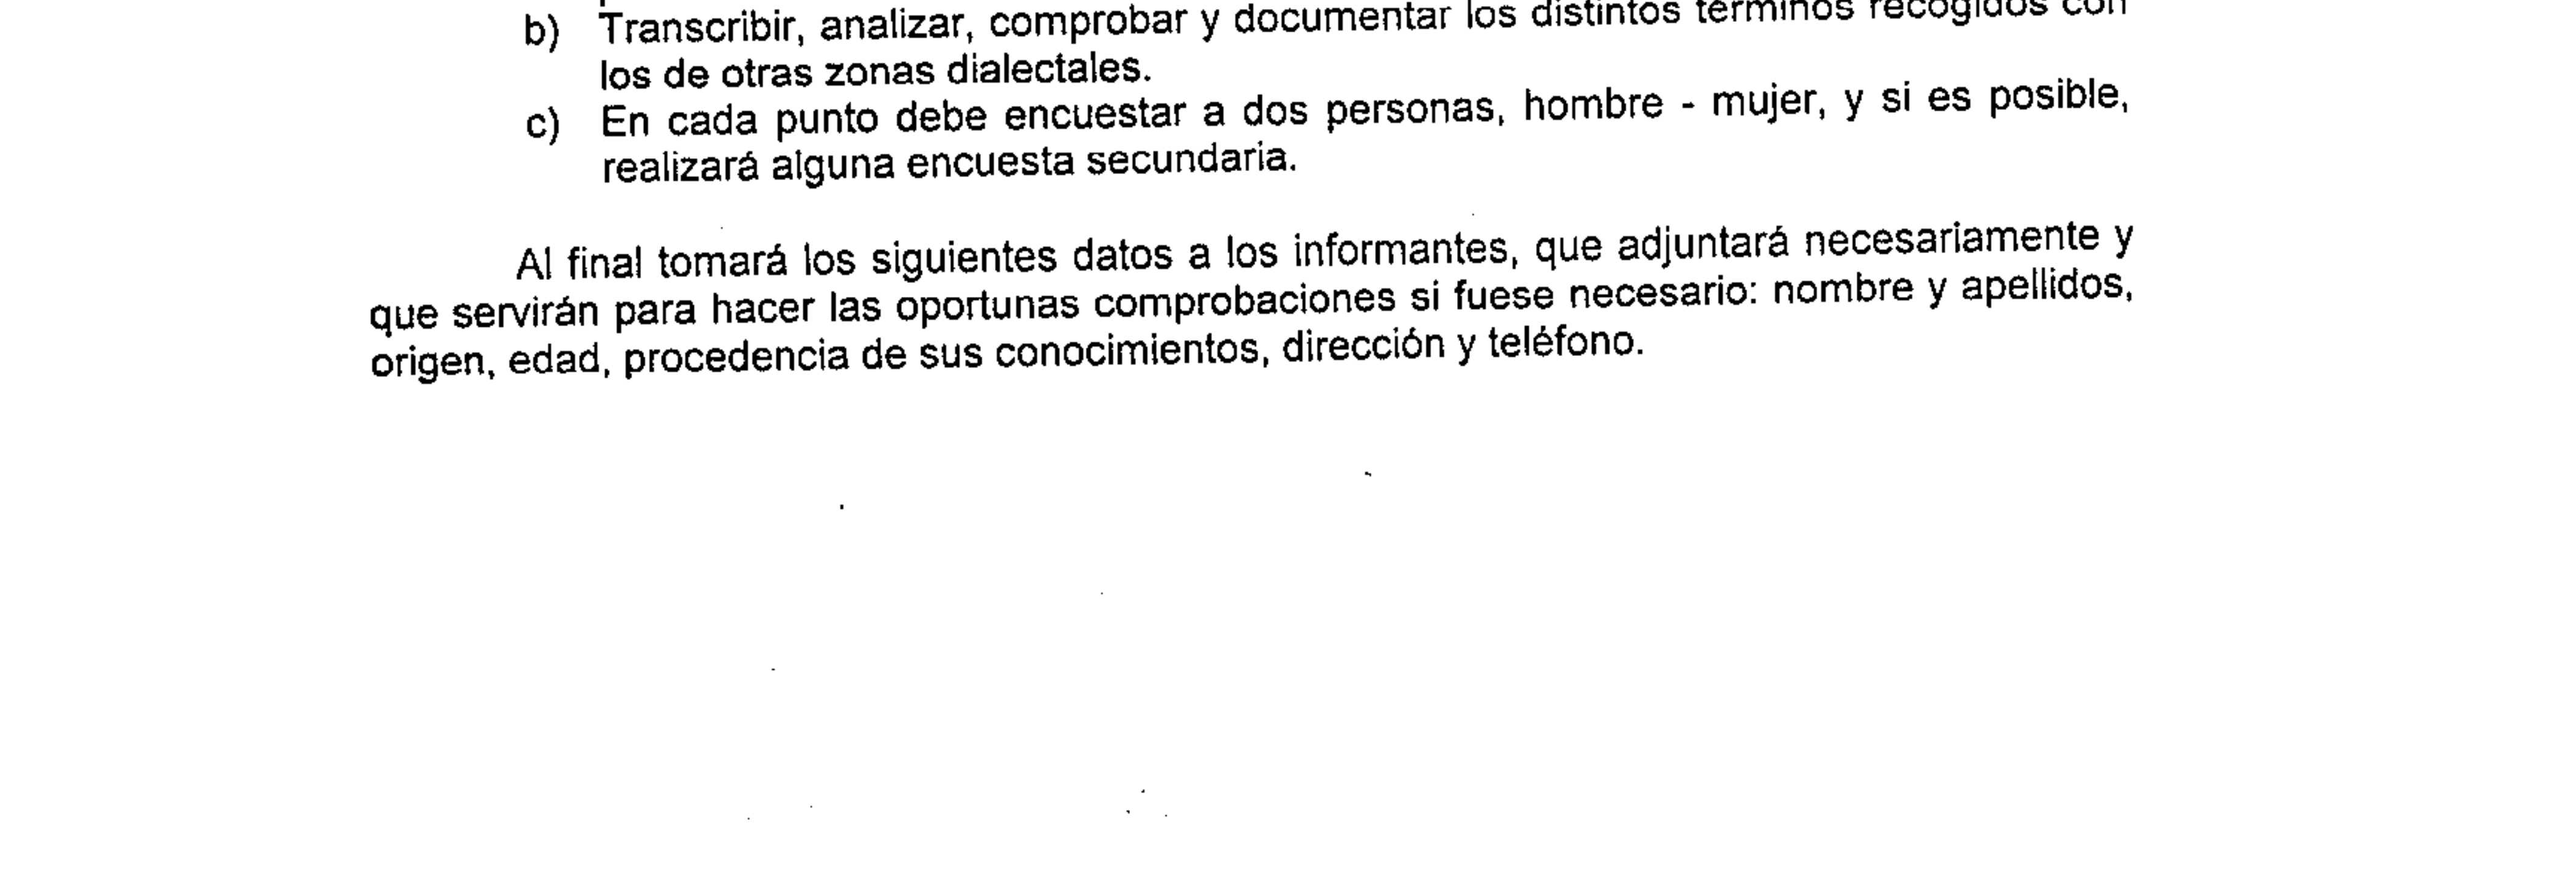 b) Transcribir, analizar, comprobar y documentar los distintos términos recogidos con
los de otras zonas dialectales.
c) En cada punto debe encuestar a dos personas, hombre - mujer, y si es posible,
realizará alguna encuesta secundaria.
Al final tomará los siguientes datos a los informantes, que adjuntará necesariamente y
que servirán para hacer las oportunas comprobaciones si fuese necesario: nombre y apellidos,
origen, edad, procedencia de sus conocimientos, dirección y teléfono.